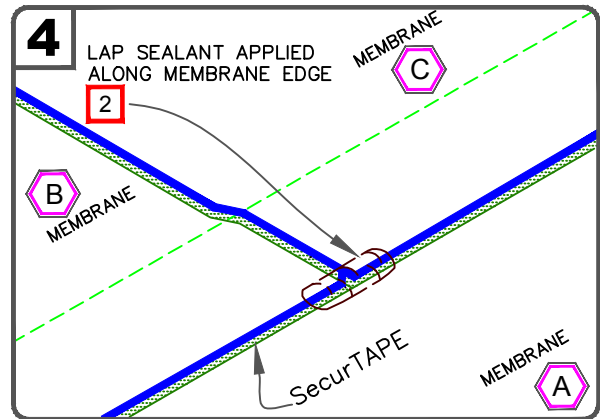 4
LAP SEALANT APPLIED
ALONG MEMBRANE EDGE
2
MEMBRANE
C
B
MEMBRANE
SecurTAPE
MEMBRANE
A